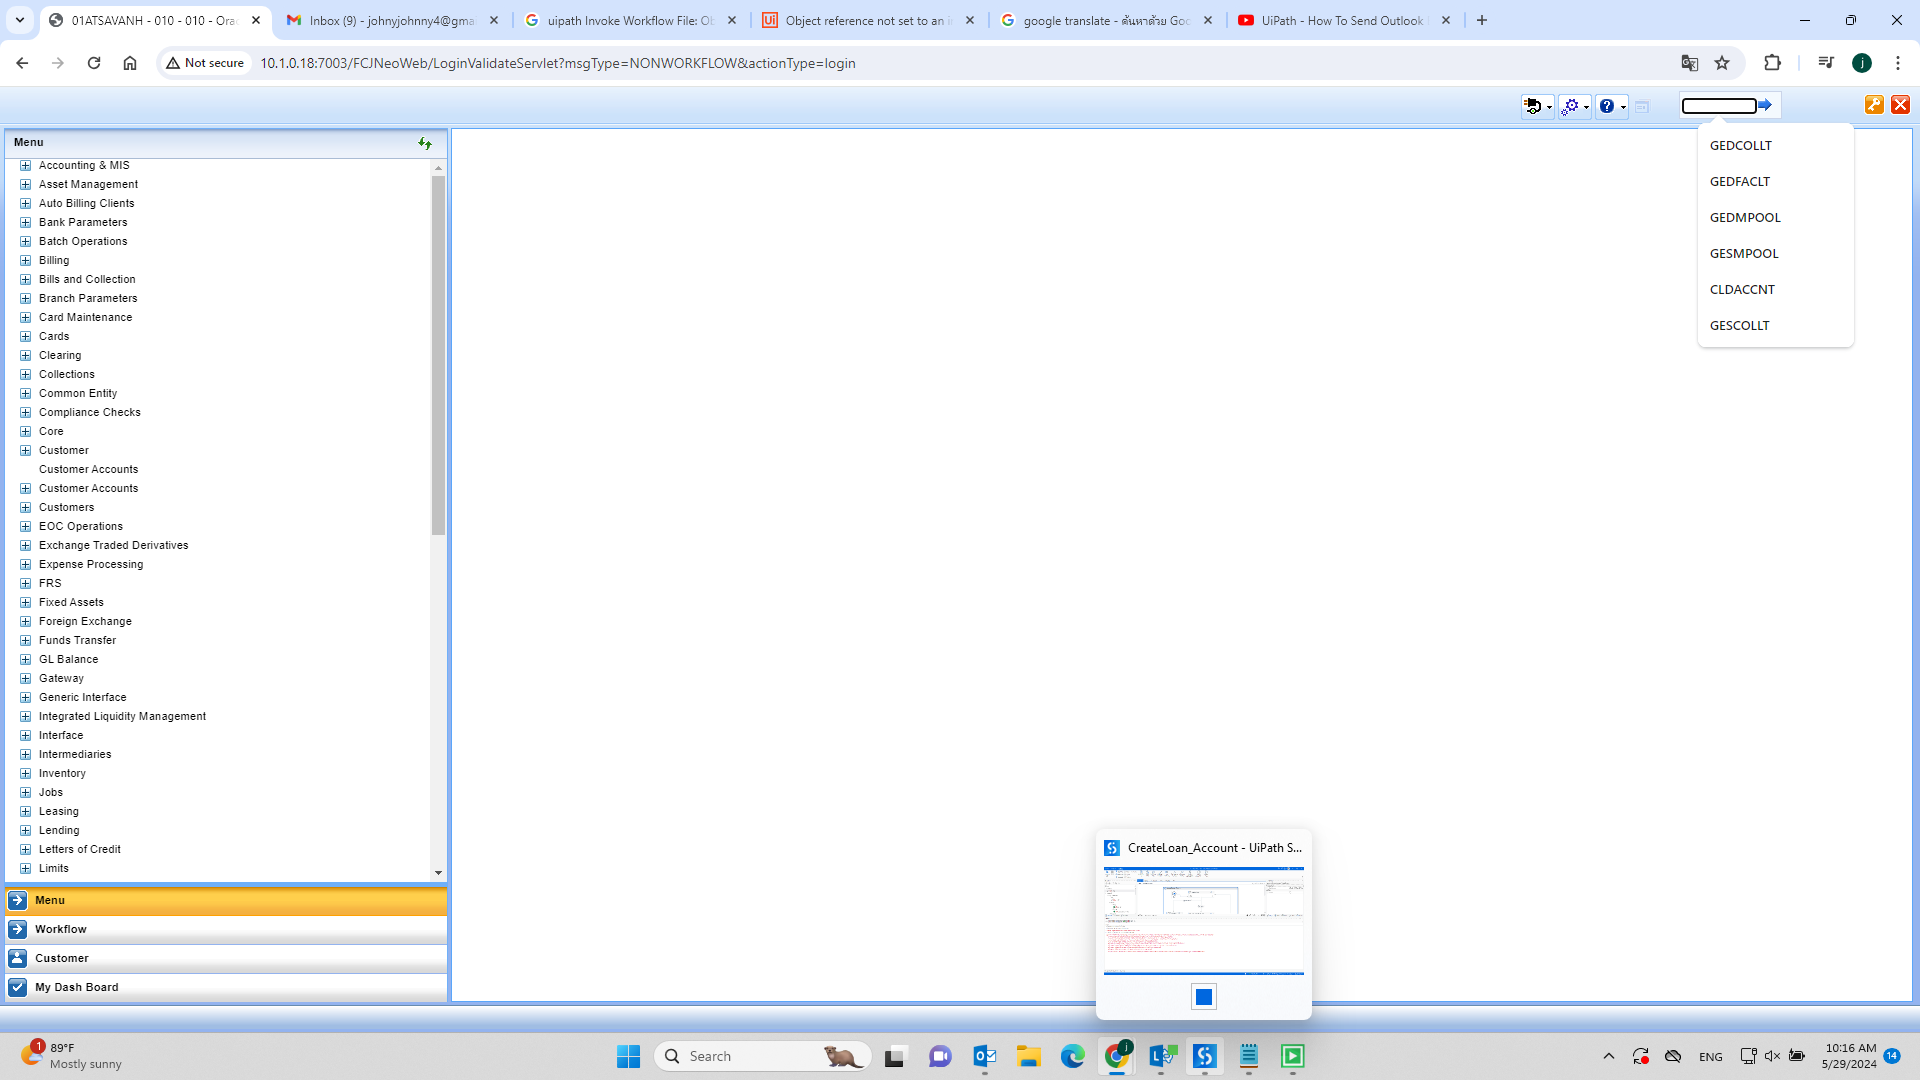 01ATSAVANH - 010 - 010 - Orac
Inbox (9) - johnyjohnny4@gmai
uipath Invoke Workflow File: Ob
Object reference not set to an in
google translate - ค้นหาด้วย Goo
UiPath - How To Send Outlook
Not secure
10.1.0.18:7003/FCJNeoWeb/LoginValidateServlet?msgType=NONWORKFLOW&actionType=login
j
Menu
Accounting & MIS
Asset Management
Auto Billing Clients
Bank Parameters
Batch Operations
Billing
Bills and Collection
Branch Parameters
Card Maintenance
Cards
Clearing
Collections
Common Entity
Compliance Checks
Core
Customer
Customer Accounts
Customer Accounts
Customers
EOC Operations
Exchange Traded Derivatives
Expense Processing
FRS
Fixed Assets
Foreign Exchange
Funds Transfer
GL Balance
Gateway
Generic Interface
Integrated Liquidity Management
Interface
Intermediaries
Inventory
Jobs
Leasing
Lending
Letters of Credit
Limits
Menu
Workflow
Customer
My Dash Board
GEDCOLLT
GEDFACLT
GEDMPOOL
GESMPOOL
CLDACCNT
GESCOLLT
CreateLoan_Account - UiPath S...
1
89°F
Mostly sunny
Search
j
ENG
10:16 AM
5/29/2024
14